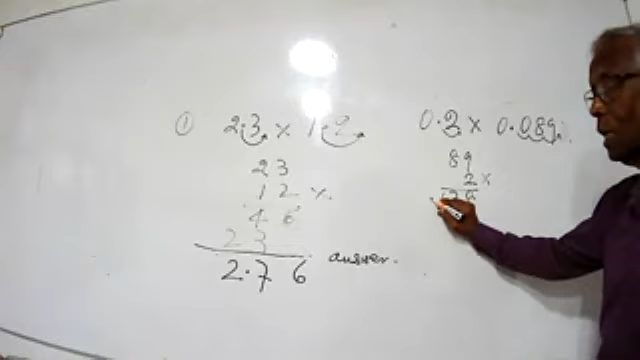 ① 2.3 × 1.2.
23
12 ×.
46
23
2.76 answer.
0.2 × 0.089.
89
2 ×